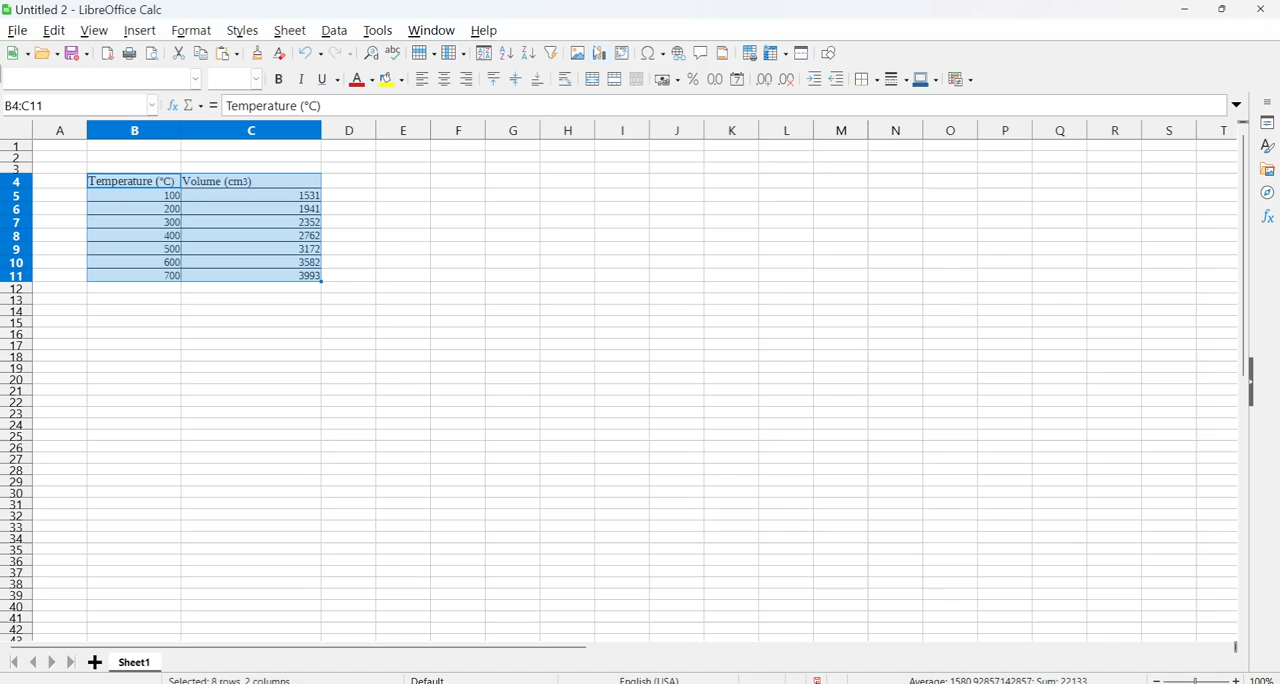 Untitled 2 - LibreOffice Calc
File Edit View Insert Format Styles Sheet Data Tools Window Help
B4:C11 Temperature (°C)
A B C D E F G H I J K L M N O P Q R S T
1
2
3
4 Temperature (°C) Volume (cm3)
5 100 1531
6 200 1941
7 300 2352
8 400 2762
9 500 3172
10 600 3582
11 700 3993
12
13
14
15
16
17
18
19
20
21
22
23
24
25
26
27
28
29
30
31
32
33
34
35
36
37
38
39
40
41
42
Sheet1
Selected: 8 rows, 2 columns Default English (USA) Average: 1580.92857142857; Sum: 22133 100%